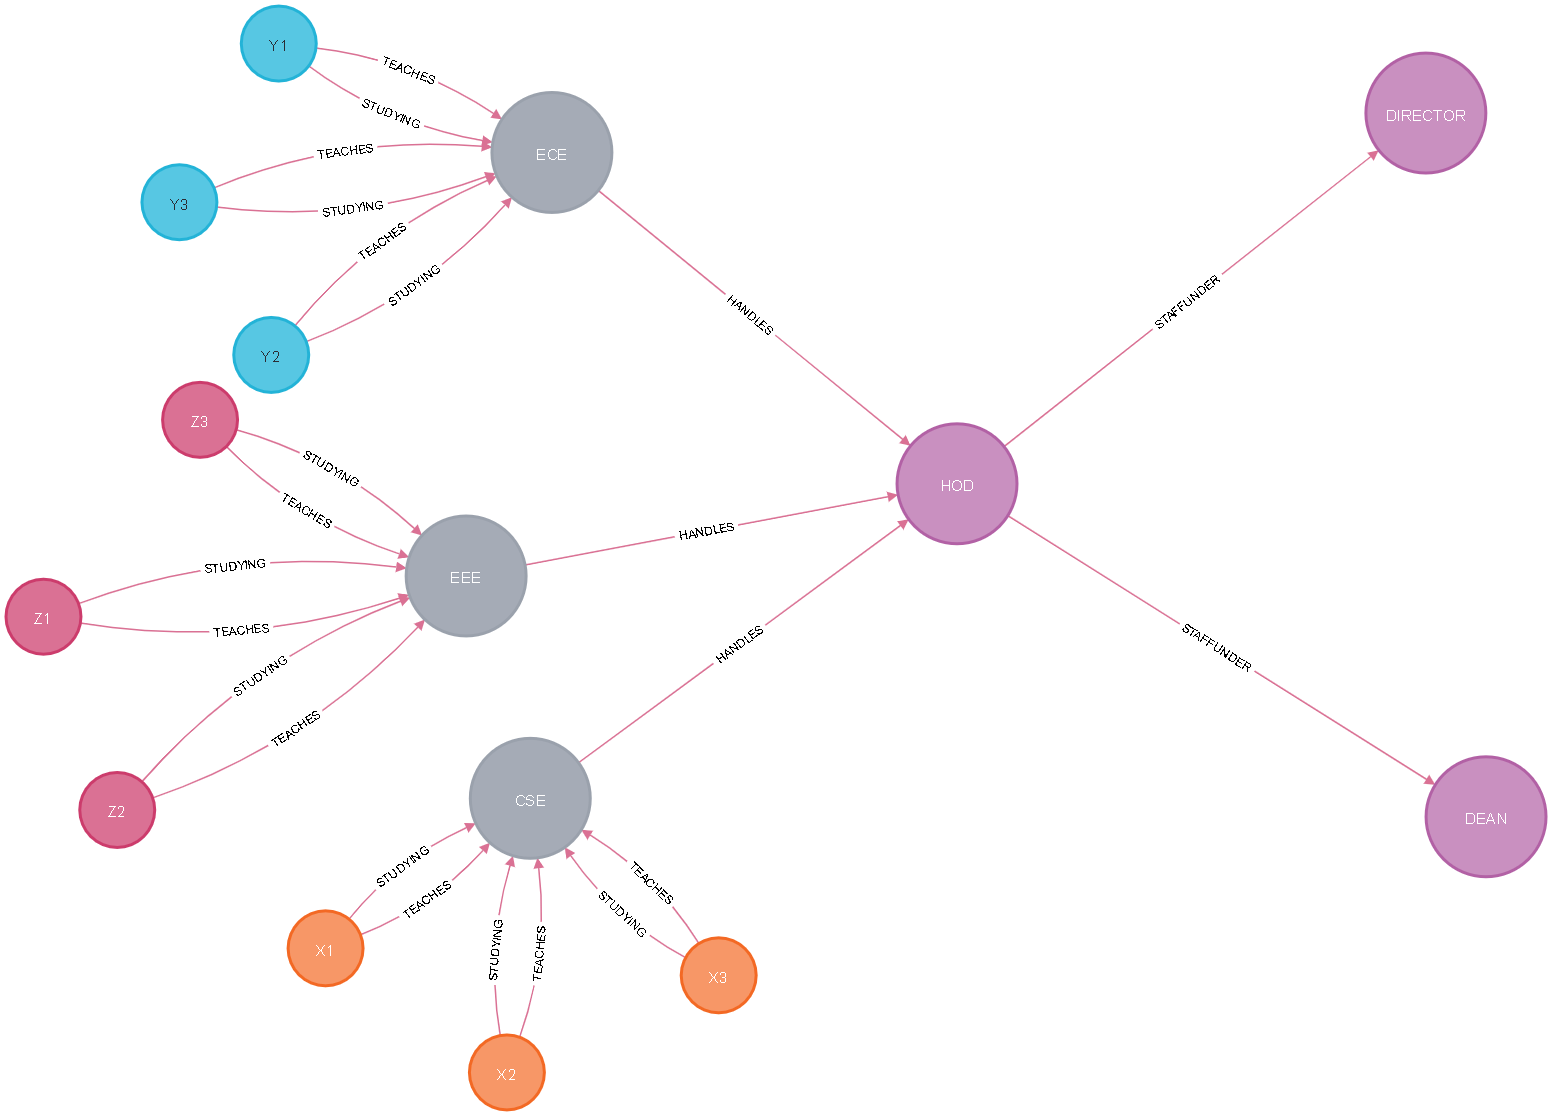 Y1
TEACHES
STUDYING
ECE
Y3
TEACHES
STUDYING
TEACHES
STUDYING
Y2
DIRECTOR
HANDLES
STAFFUNDER
Z3
STUDYING
TEACHES
HOD
HANDLES
STUDYING
EEE
Z1
TEACHES
STUDYING
TEACHES
HANDLES
STAFFUNDER
Z2
CSE
DEAN
STUDYING
TEACHES
STUDYING
TEACHES
STUDYING
TEACHES
X1
X2
X3